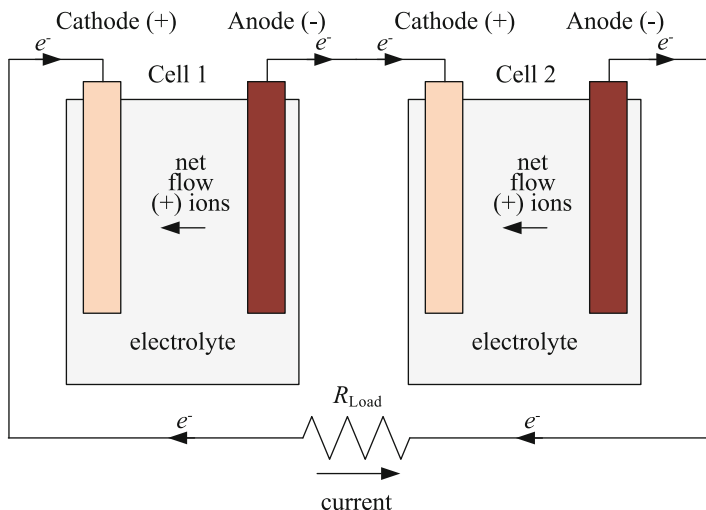 Cathode (+) Anode (-) Cathode (+) Anode (-)
e- e- e- e-
Cell 1 Cell 2
net net
flow flow
(+) ions (+) ions
electrolyte electrolyte
RLoad
e- e-
current